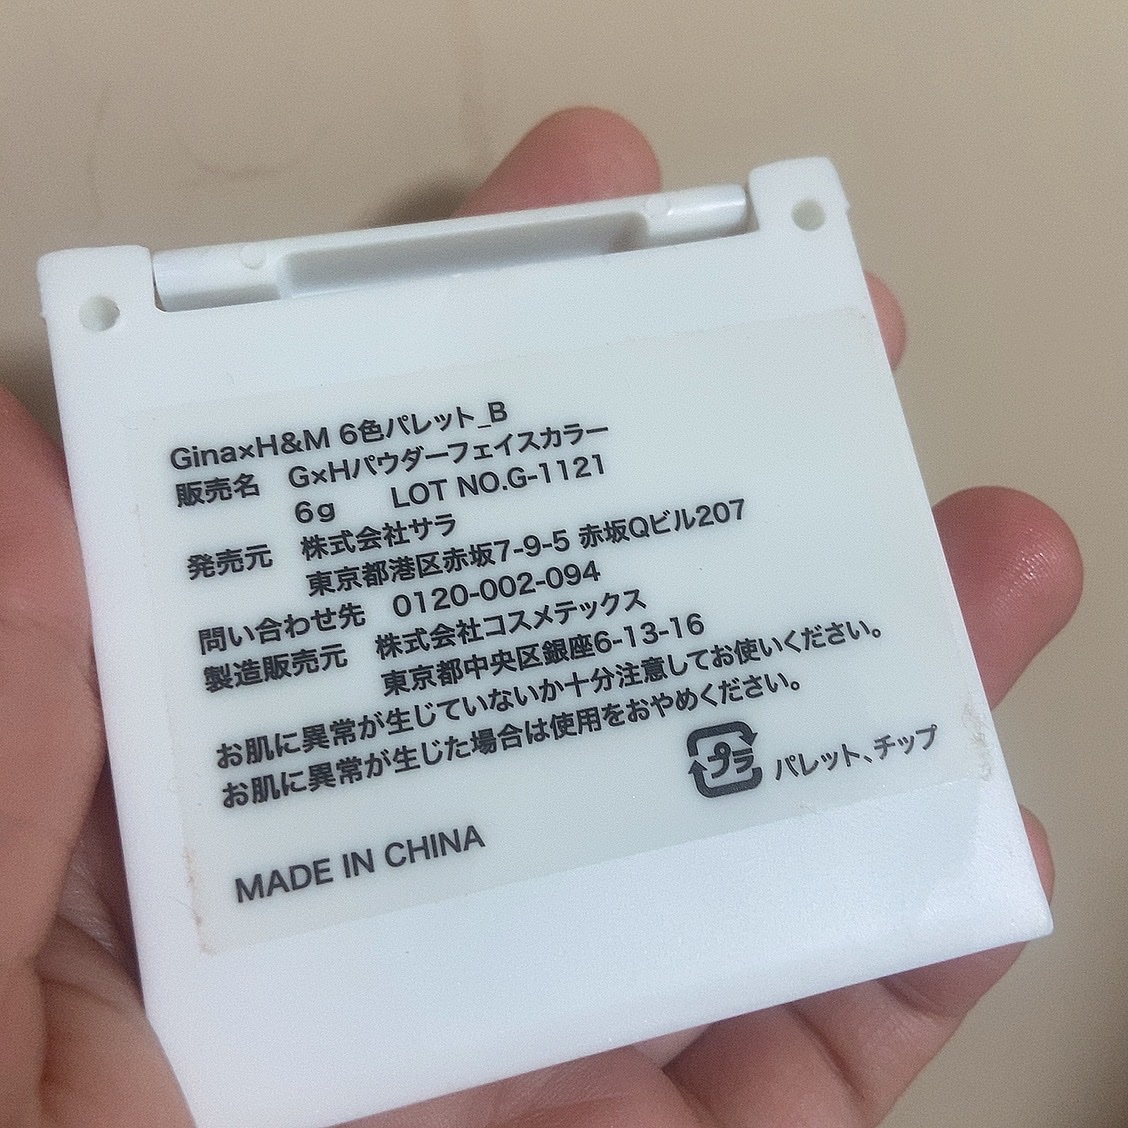 Gina×H&M 6色パレット_B
販売名 G×Hパウダーフェイスカラー
6g LOT NO.G-1121
発売元 株式会社サラ
東京都港区赤坂7-9-5 赤坂Qビル207
問い合わせ先 0120-002-094
製造販売元 株式会社コスメテックス
東京都中央区銀座6-13-16
お肌に異常が生じていないか十分注意してお使いください。
お肌に異常が生じた場合は使用をおやめください。
プラ パレット、チップ
MADE IN CHINA